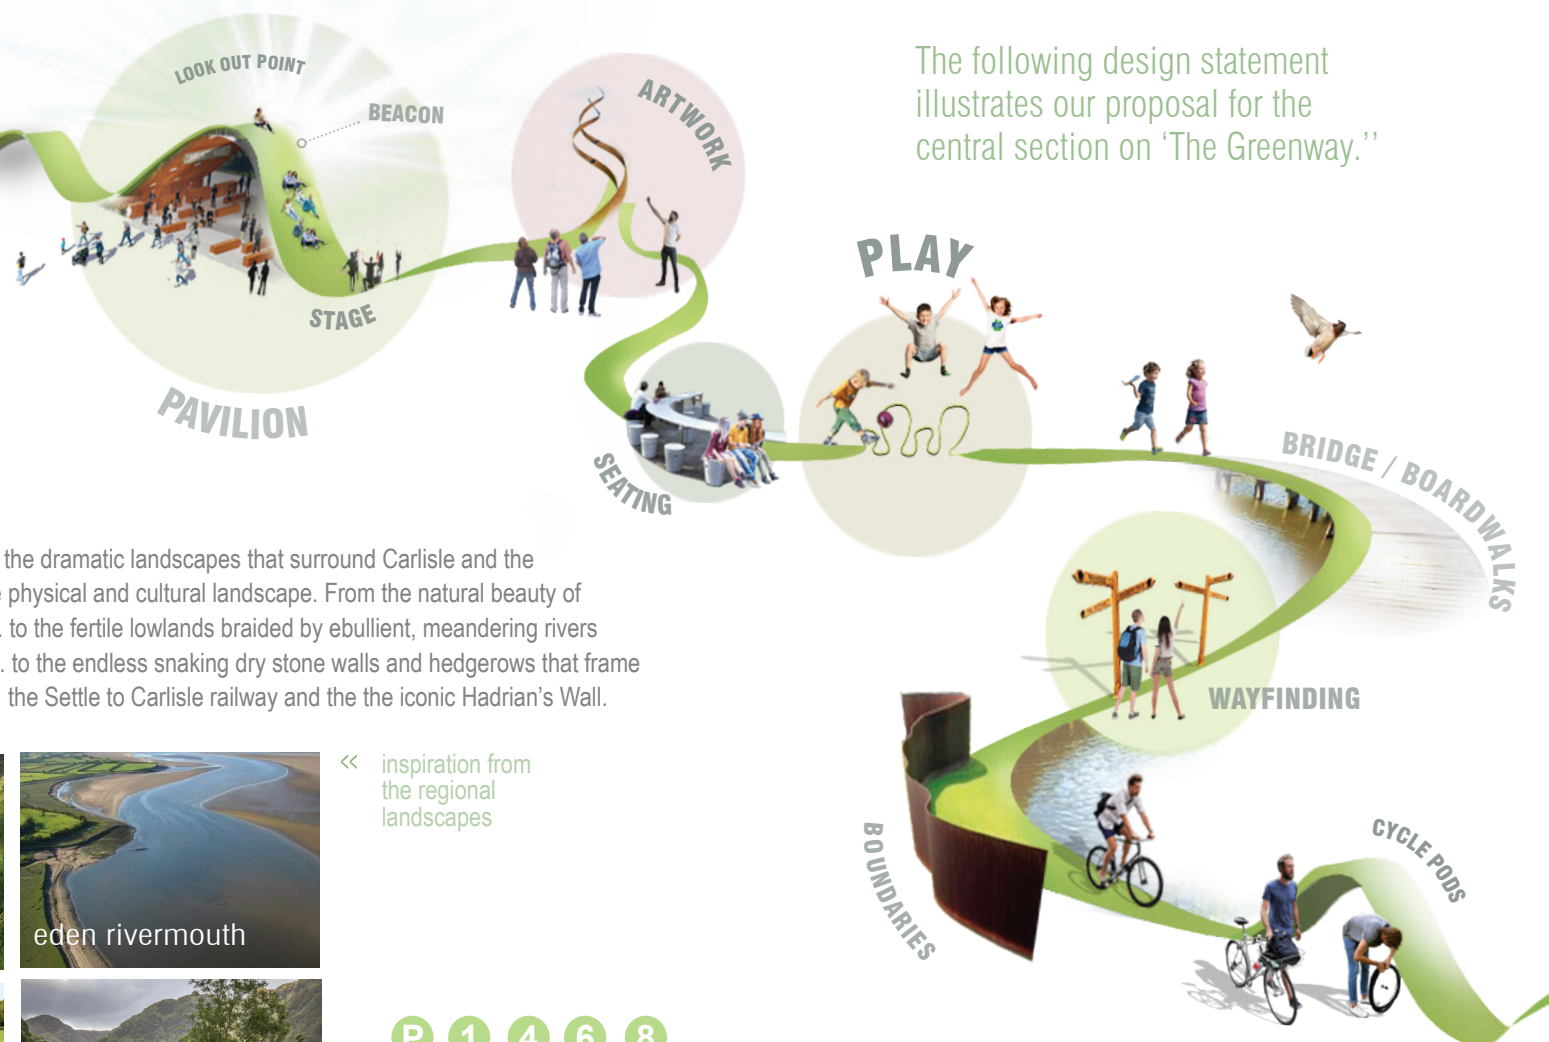 LOOK OUT POINT
BEACON
ARTWORK
The following design statement
illustrates our proposal for the
central section on ‘The Greenway.’’
PLAY
STAGE
PAVILION
SEATING
BRIDGE / BOARDWALKS
the dramatic landscapes that surround Carlisle and the
physical and cultural landscape. From the natural beauty of
. to the fertile lowlands braided by ebullient, meandering rivers
. to the endless snaking dry stone walls and hedgerows that frame
the Settle to Carlisle railway and the the iconic Hadrian’s Wall.
WAYFINDING
« inspiration from
the regional
landscapes
BOUNDARIES
CYCLE PODS
eden rivermouth
P 1 4 6 8